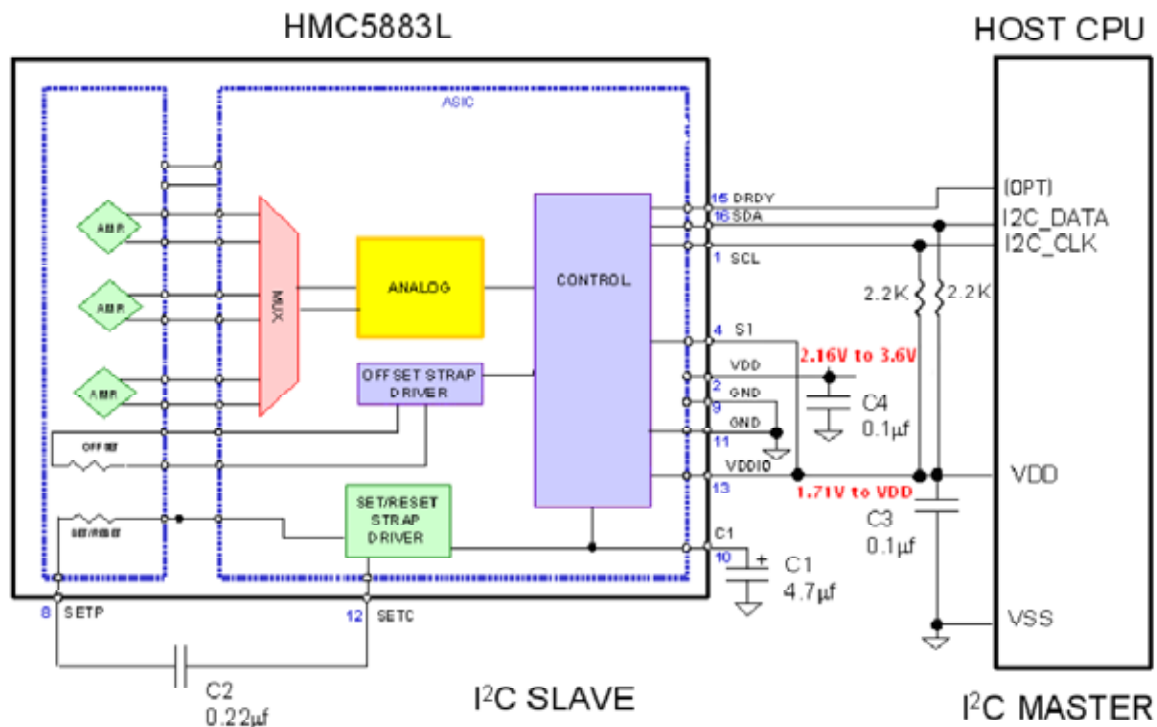 HMC5883L
HOST CPU
ASIC
AMR
AMR
AMR
MUX
ANALOG
CONTROL
OFFSET STRAP
DRIVER
OFFSET
SET/RESET
STRAP
DRIVER
SET/RESET
15 DRDY
16 SDA
1 SCL
4 S1
VDD
2
GND
9
GND
11
VDDIO
13
C1
10
(OPT)
I2C_DATA
I2C_CLK
2.2K
2.2K
2.16V to 3.6V
C4
0.1µf
1.71V to VDD
VDD
C3
0.1µf
+
C1
4.7µf
VSS
8 SETP
12 SETC
C2
0.22µf
I²C SLAVE
I²C MASTER